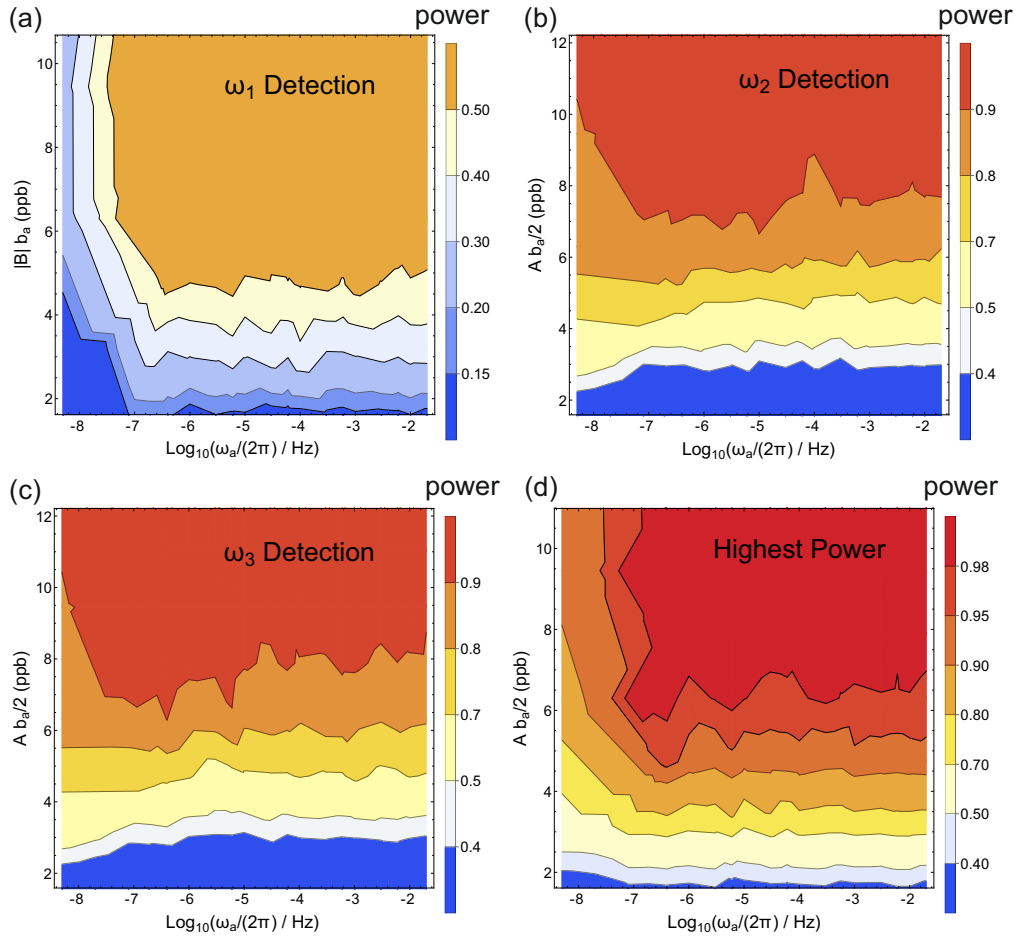 (a)
power
ω₁ Detection
|B| bₐ (ppb)
10
8
6
4
2
-8 -7 -6 -5 -4 -3 -2
Log₁₀(ωₐ/(2π) / Hz)
0.50
0.40
0.30
0.20
0.15
(b)
power
ω₂ Detection
A bₐ/2 (ppb)
12
10
8
6
4
2
-8 -7 -6 -5 -4 -3 -2
Log₁₀(ωₐ/(2π) / Hz)
0.9
0.8
0.7
0.5
0.4
(c)
power
ω₃ Detection
A bₐ/2 (ppb)
12
10
8
6
4
2
-8 -7 -6 -5 -4 -3 -2
Log₁₀(ωₐ/(2π) / Hz)
0.9
0.8
0.7
0.5
0.4
(d)
power
Highest Power
A bₐ/2 (ppb)
10
8
6
4
2
-8 -7 -6 -5 -4 -3 -2
Log₁₀(ωₐ/(2π) / Hz)
0.98
0.95
0.90
0.80
0.70
0.50
0.40